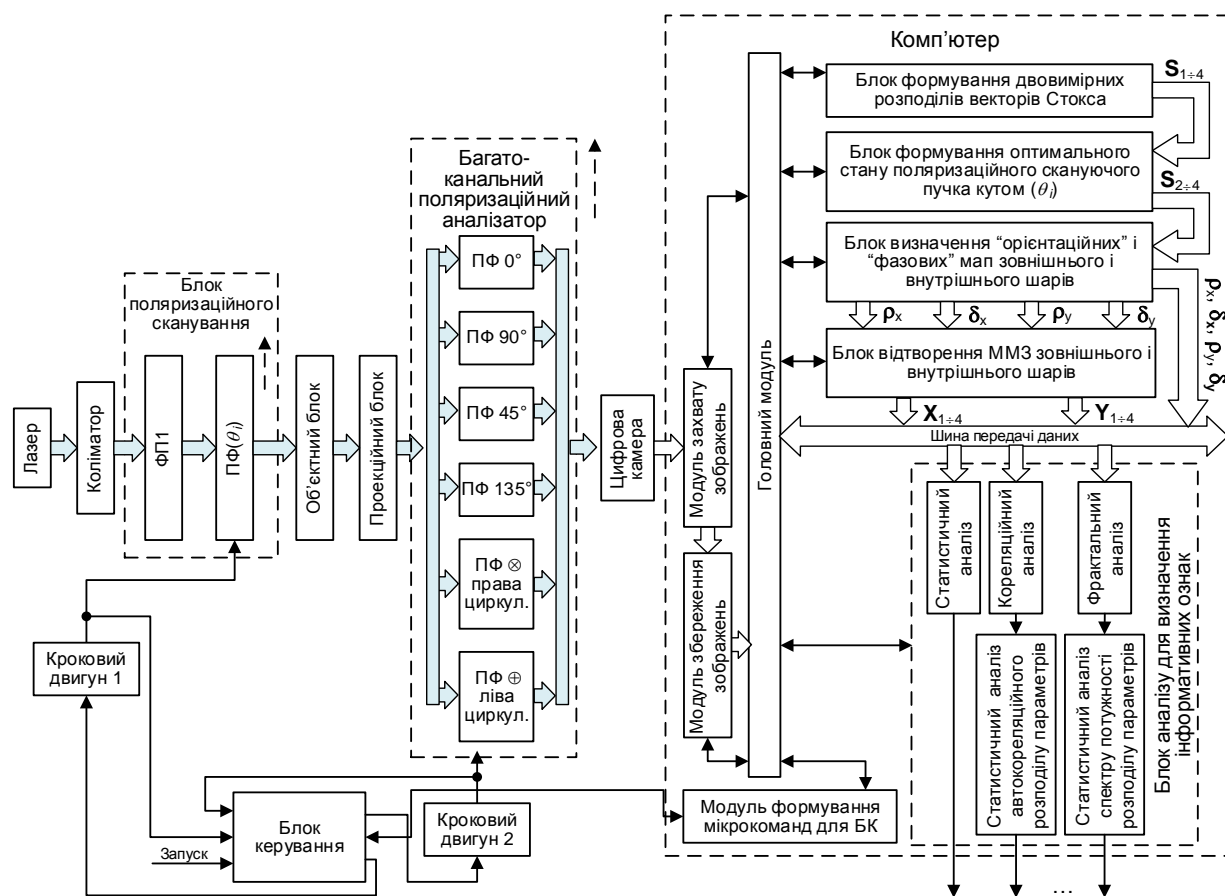 Комп’ютер
Блок формування двовимірних
розподілів векторів Стокса
S1÷4
Блок формування оптимального
стану поляризаційного скануючого
пучка кутом (θi)
S2÷4
Блок визначення “орієнтаційних” і
“фазових” мап зовнішнього і
внутрішнього шарів
ρx
δx
ρy
δy
ρx, δx, ρy, δy
Блок відтворення ММЗ зовнішнього і
внутрішнього шарів
X1÷4
Y1÷4
Шина передачі даних
Головний модуль
Модуль захвату
зображень
Модуль збереження
зображень
Модуль формування
мікрокоманд для БК
Багато-
канальний
поляризаційний
аналізатор
ПФ 0°
ПФ 90°
ПФ 45°
ПФ 135°
ПФ ⊗
права
циркул.
ПФ ⊕
ліва
циркул.
Блок
поляризаційного
сканування
Лазер
Коліматор
ФП1
ПФ(θi)
Об’єктний блок
Проекційний блок
Цифрова
камера
Статистичний
аналіз
Кореляційний
аналіз
Фрактальний
аналіз
Статистичний аналіз
автокореляційного
розподілу параметрів
Статистичний аналіз
спектру потужності
розподілу параметрів
Блок аналізу для визначення
інформативних ознак
Кроковий
двигун 1
Блок
керування
Запуск
Кроковий
двигун 2
...